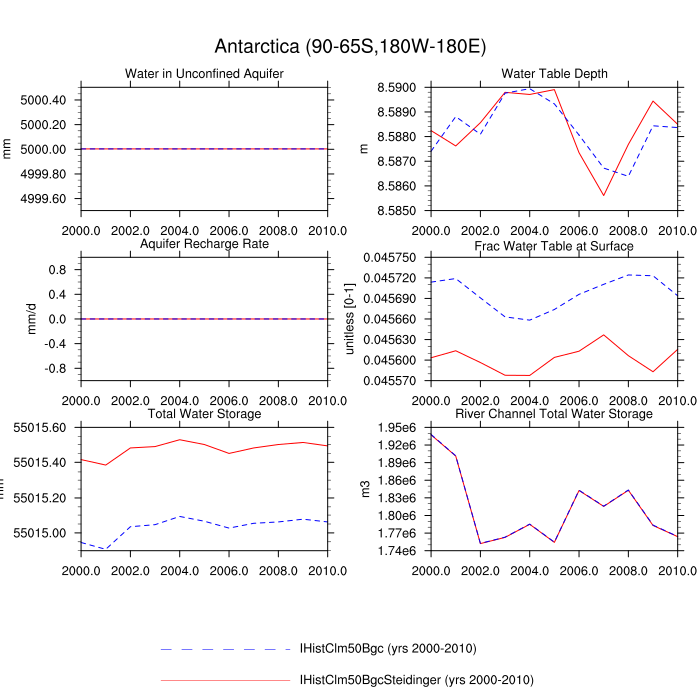 Antarctica (90-65S,180W-180E)
Water in Unconfined Aquifer
5000.40
5000.20
5000.00
4999.80
4999.60
mm
2000.0 2002.0 2004.0 2006.0 2008.0 2010.0
Water Table Depth
8.5900
8.5890
8.5880
8.5870
8.5860
8.5850
m
2000.0 2002.0 2004.0 2006.0 2008.0 2010.0
Aquifer Recharge Rate
0.8
0.4
0.0
-0.4
-0.8
mm/d
2000.0 2002.0 2004.0 2006.0 2008.0 2010.0
Frac Water Table at Surface
0.045750
0.045720
0.045690
0.045660
0.045630
0.045600
0.045570
unitless [0-1]
2000.0 2002.0 2004.0 2006.0 2008.0 2010.0
Total Water Storage
55015.60
55015.40
55015.20
55015.00
mm
2000.0 2002.0 2004.0 2006.0 2008.0 2010.0
River Channel Total Water Storage
1.95e6
1.92e6
1.89e6
1.86e6
1.83e6
1.80e6
1.77e6
1.74e6
m3
2000.0 2002.0 2004.0 2006.0 2008.0 2010.0
IHistClm50Bgc (yrs 2000-2010)
IHistClm50BgcSteidinger (yrs 2000-2010)